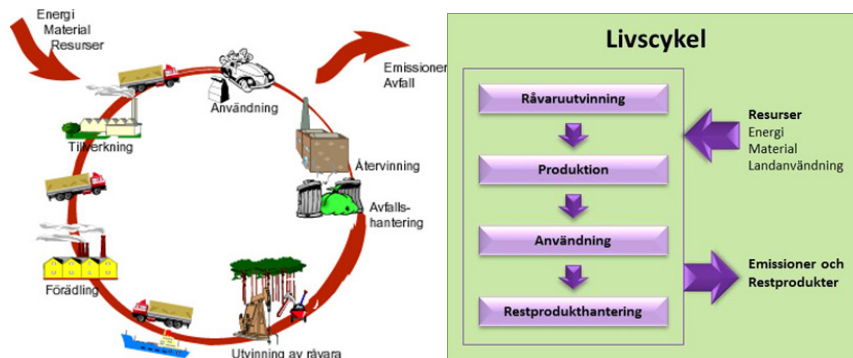 Energi
Material
Resurser
Emissioner
Avfall
Användning
Tillverkning
Återvinning
Avfalls-
hantering
Förädling
Utvinning av råvara
Livscykel
Råvaruutvinning
Produktion
Användning
Restprodukthantering
Resurser
Energi
Material
Landanvändning
Emissioner och
Restprodukter